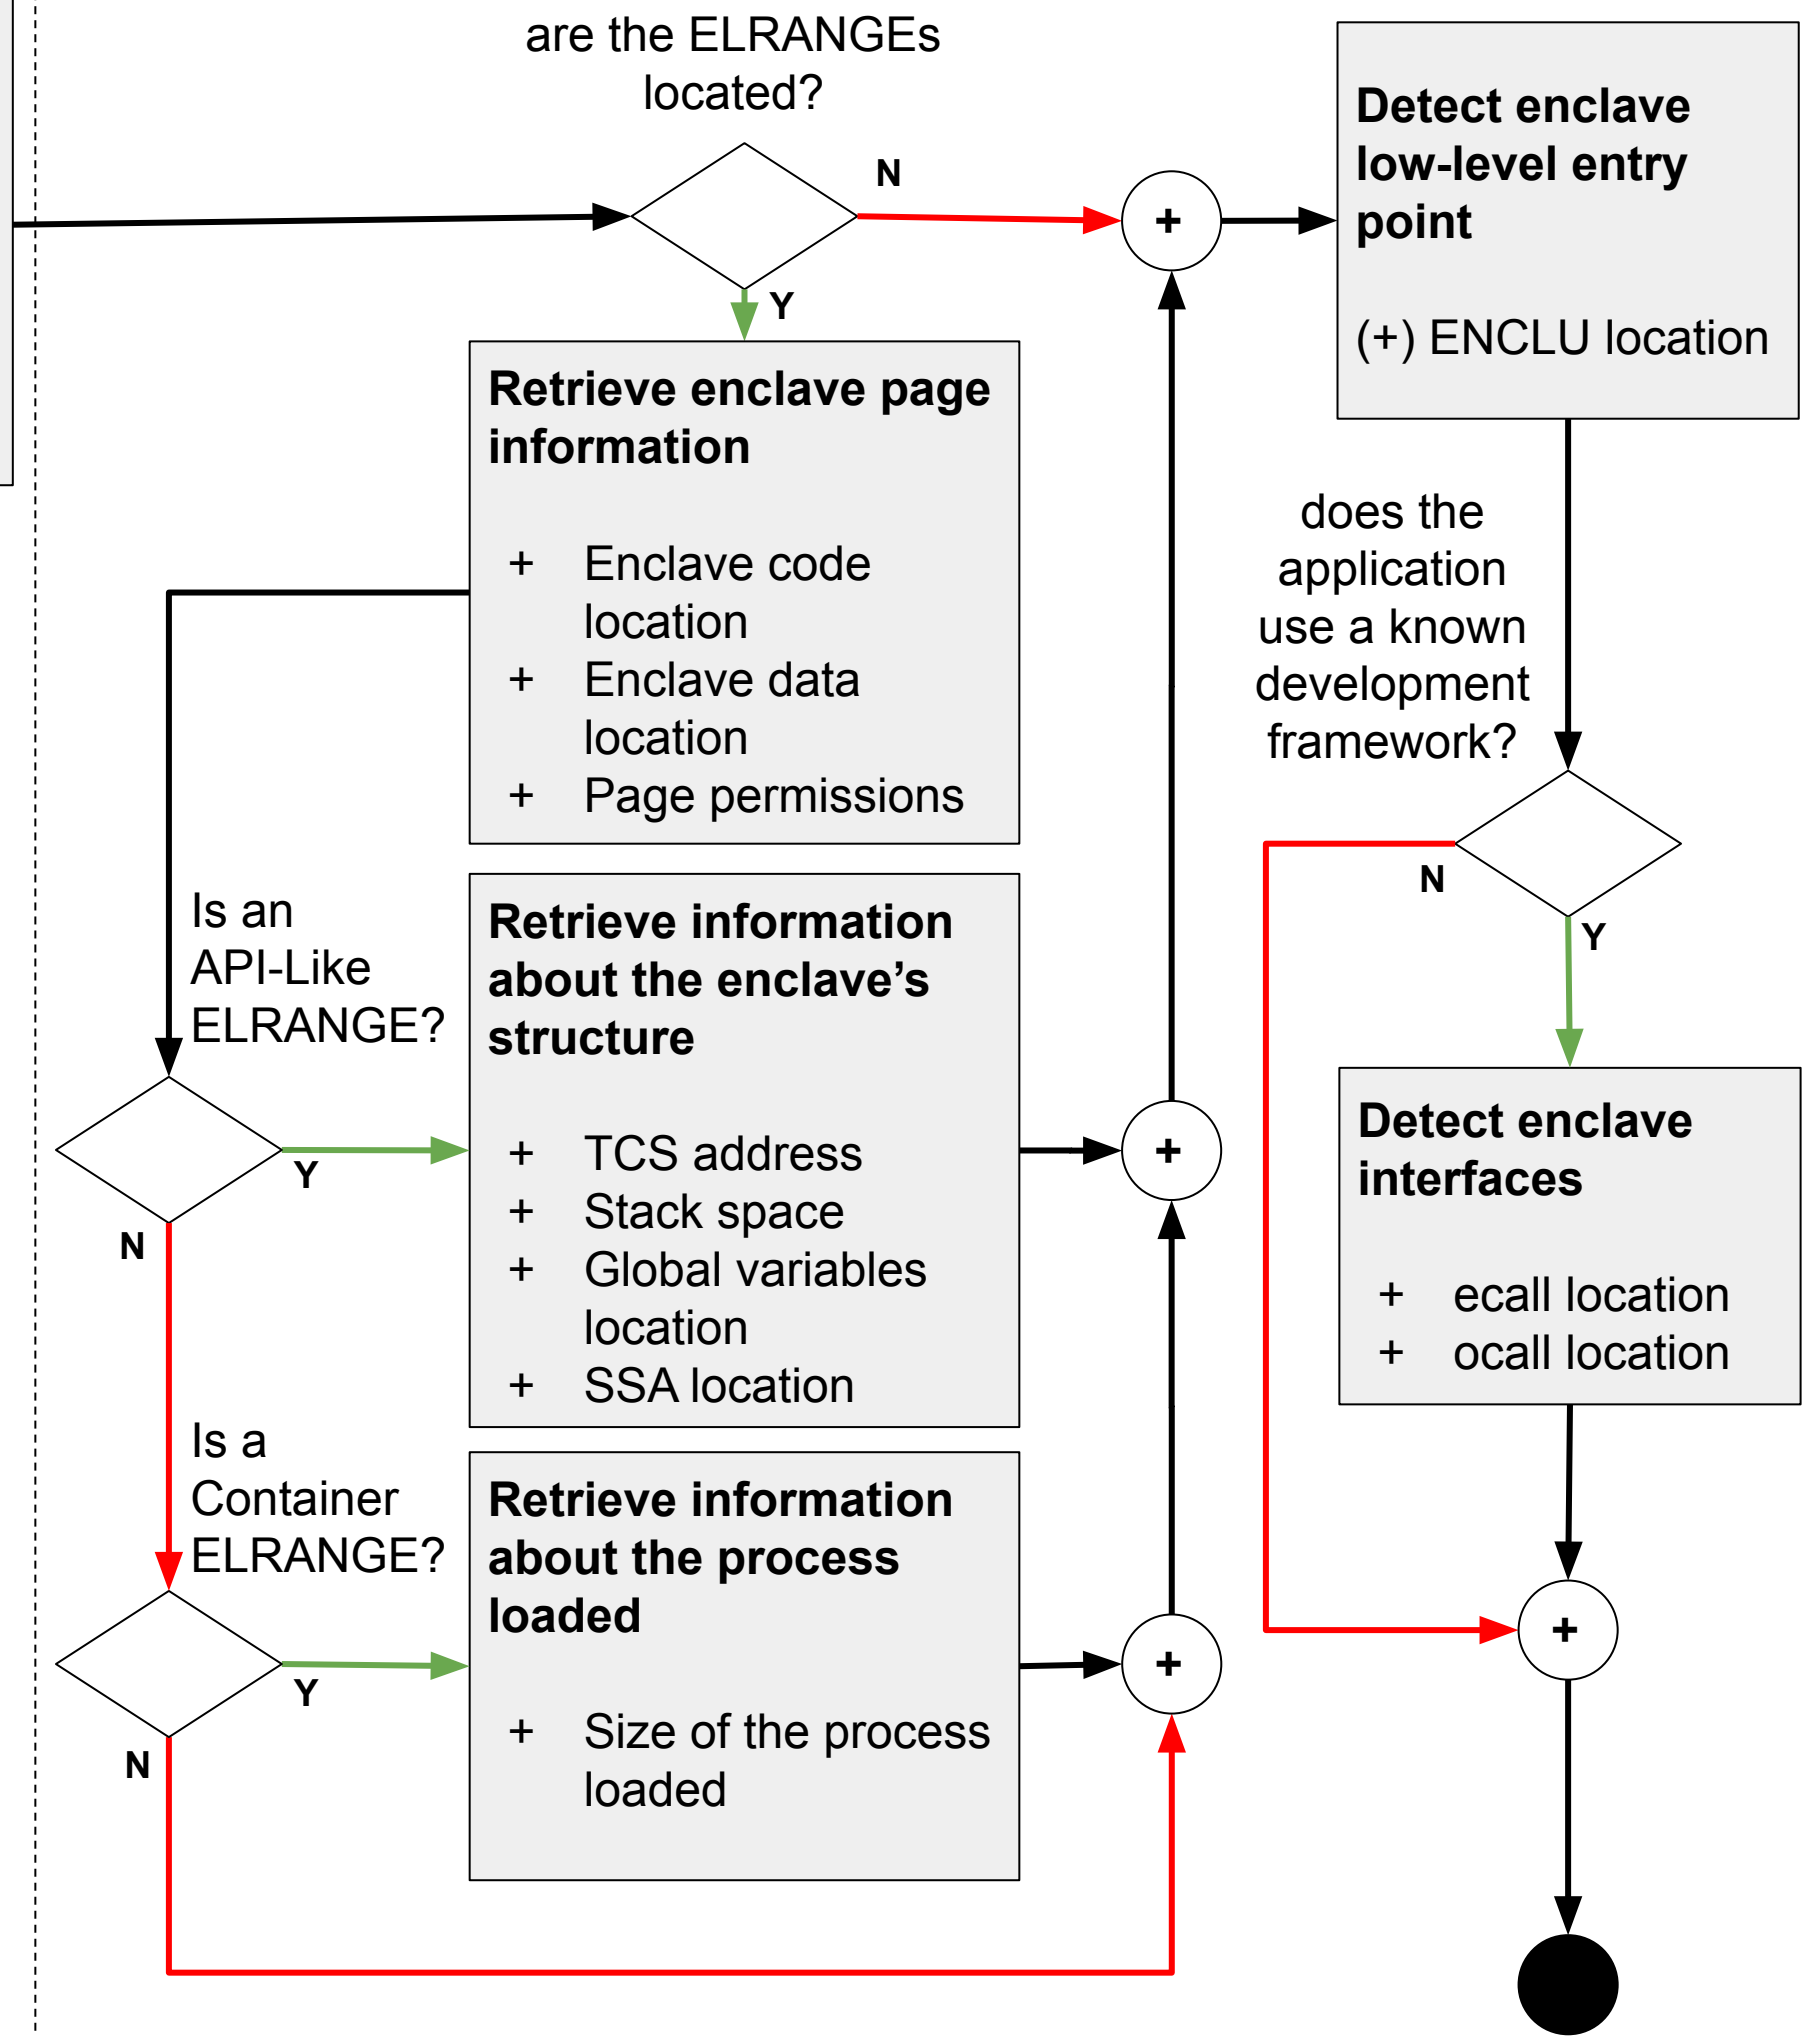 are the ELRANGEs
located?
N
+
Y
Retrieve enclave page
information
+ Enclave code
location
+ Enclave data
location
+ Page permissions
Is an
API-Like
ELRANGE?
Y
N
Retrieve information
about the enclave’s
structure
+ TCS address
+ Stack space
+ Global variables
location
+ SSA location
+
Is a
Container
ELRANGE?
Y
N
Retrieve information
about the process
loaded
+ Size of the process
loaded
+
Detect enclave
low-level entry
point
(+) ENCLU location
does the
application
use a known
development
framework?
N
Y
Detect enclave
interfaces
+ ecall location
+ ocall location
+